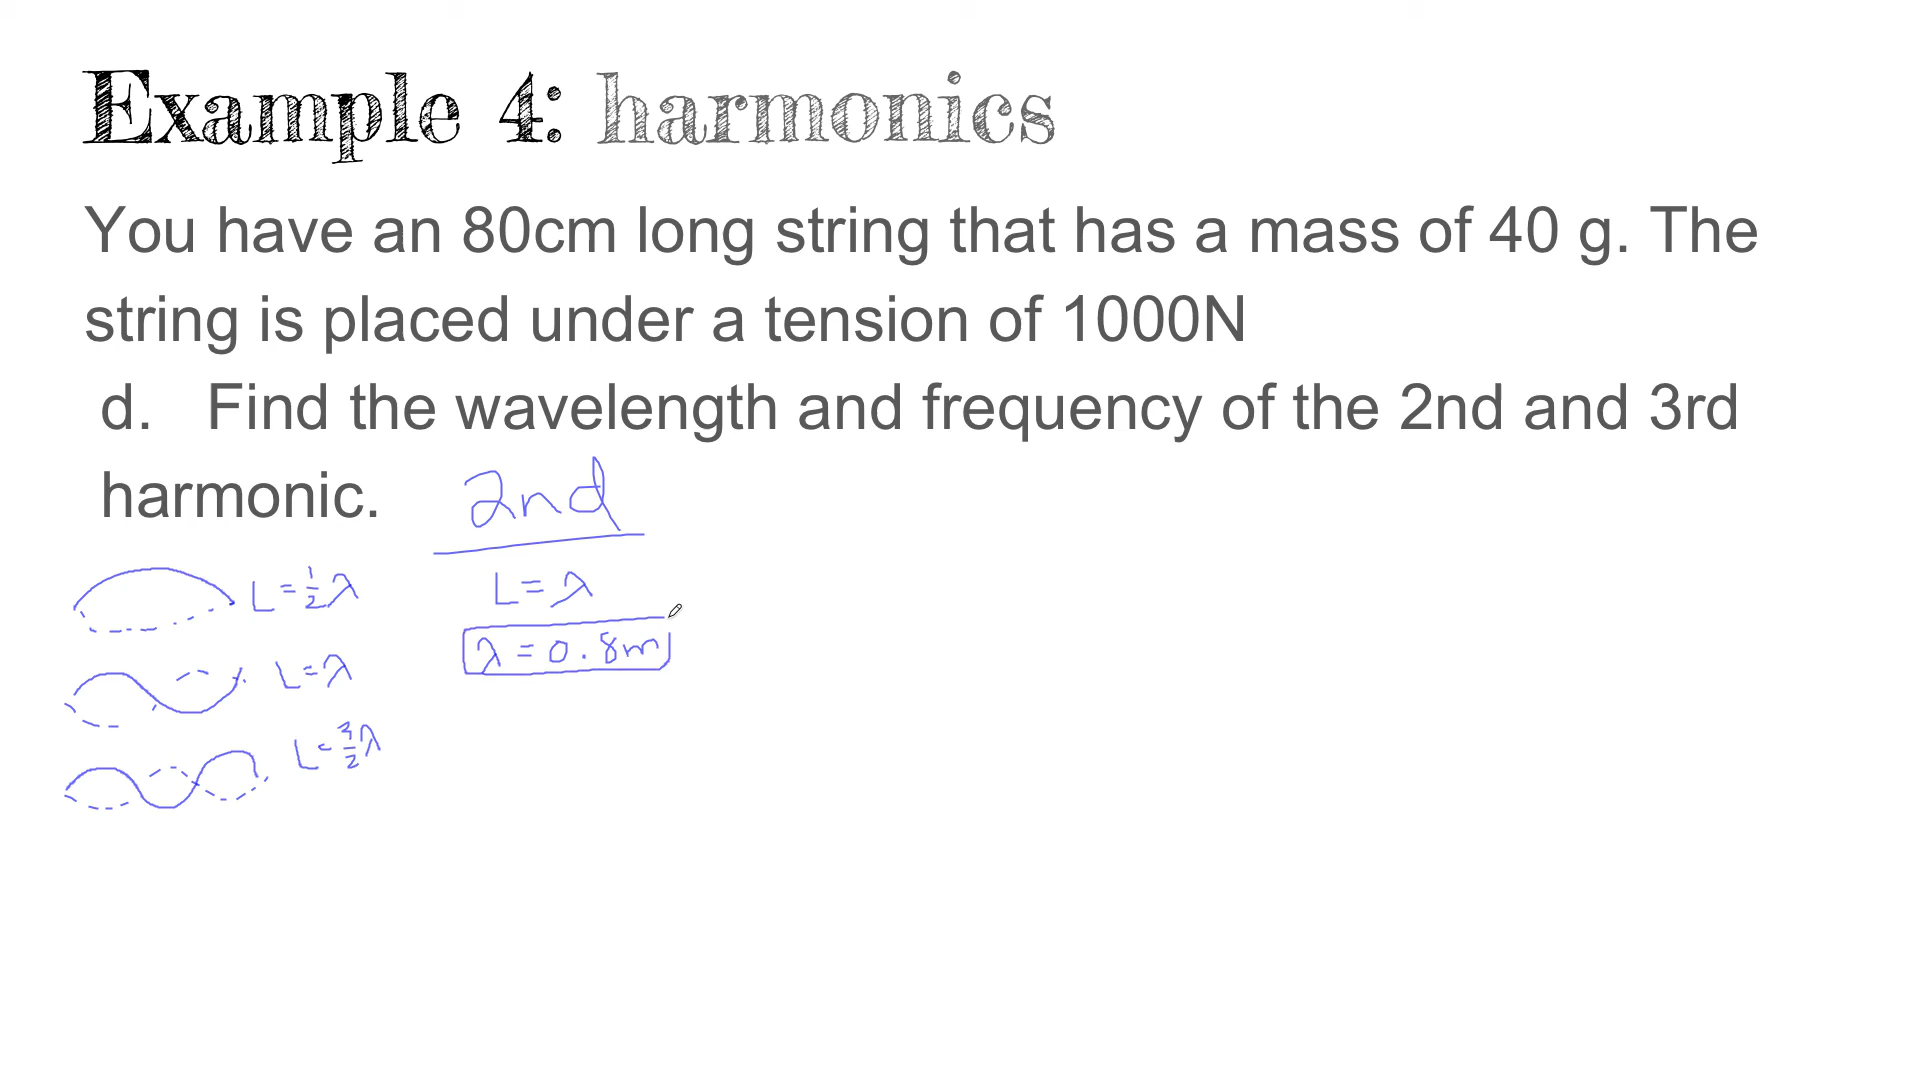 Example 4: harmonics
You have an 80cm long string that has a mass of 40 g. The
string is placed under a tension of 1000N
d. Find the wavelength and frequency of the 2nd and 3rd
harmonic.
2nd
L = 1/2 λ
L = λ
L = 3/2 λ
L = λ
λ = 0.8m